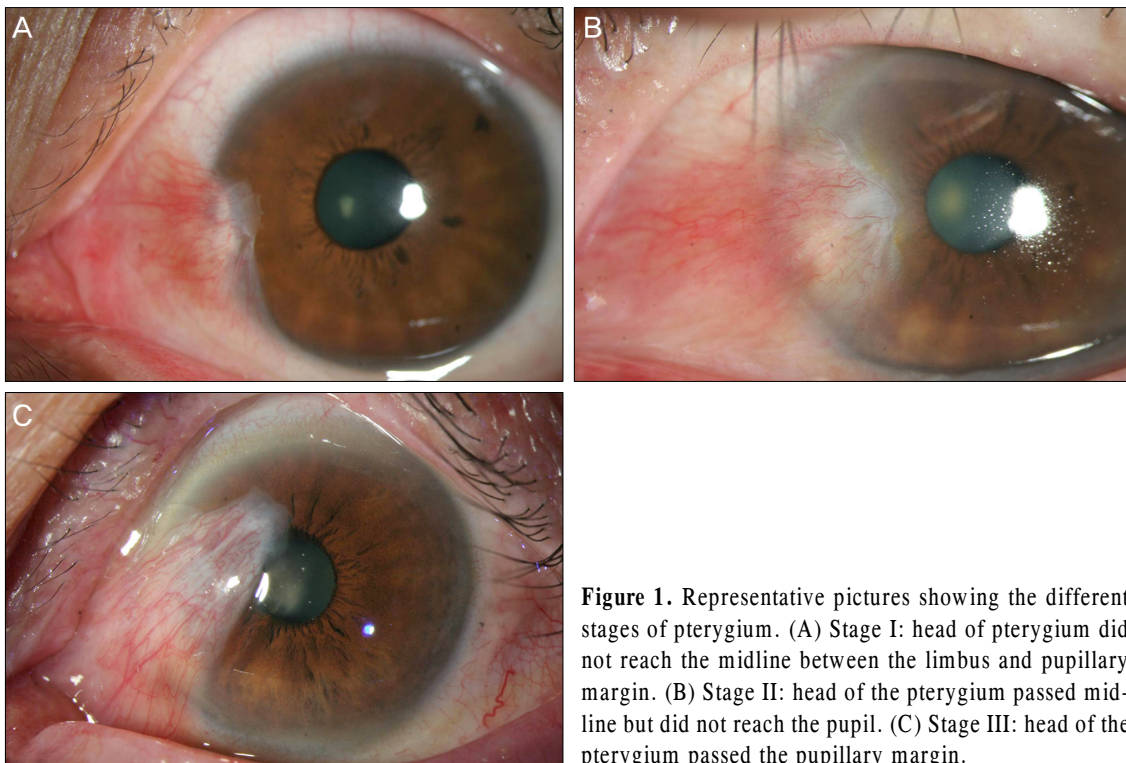 A
B
C
Figure 1. Representative pictures showing the different
stages of pterygium. (A) Stage I: head of pterygium did
not reach the midline between the limbus and pupillary
margin. (B) Stage II: head of the pterygium passed mid-
line but did not reach the pupil. (C) Stage III: head of the
pterygium passed the pupillary margin.